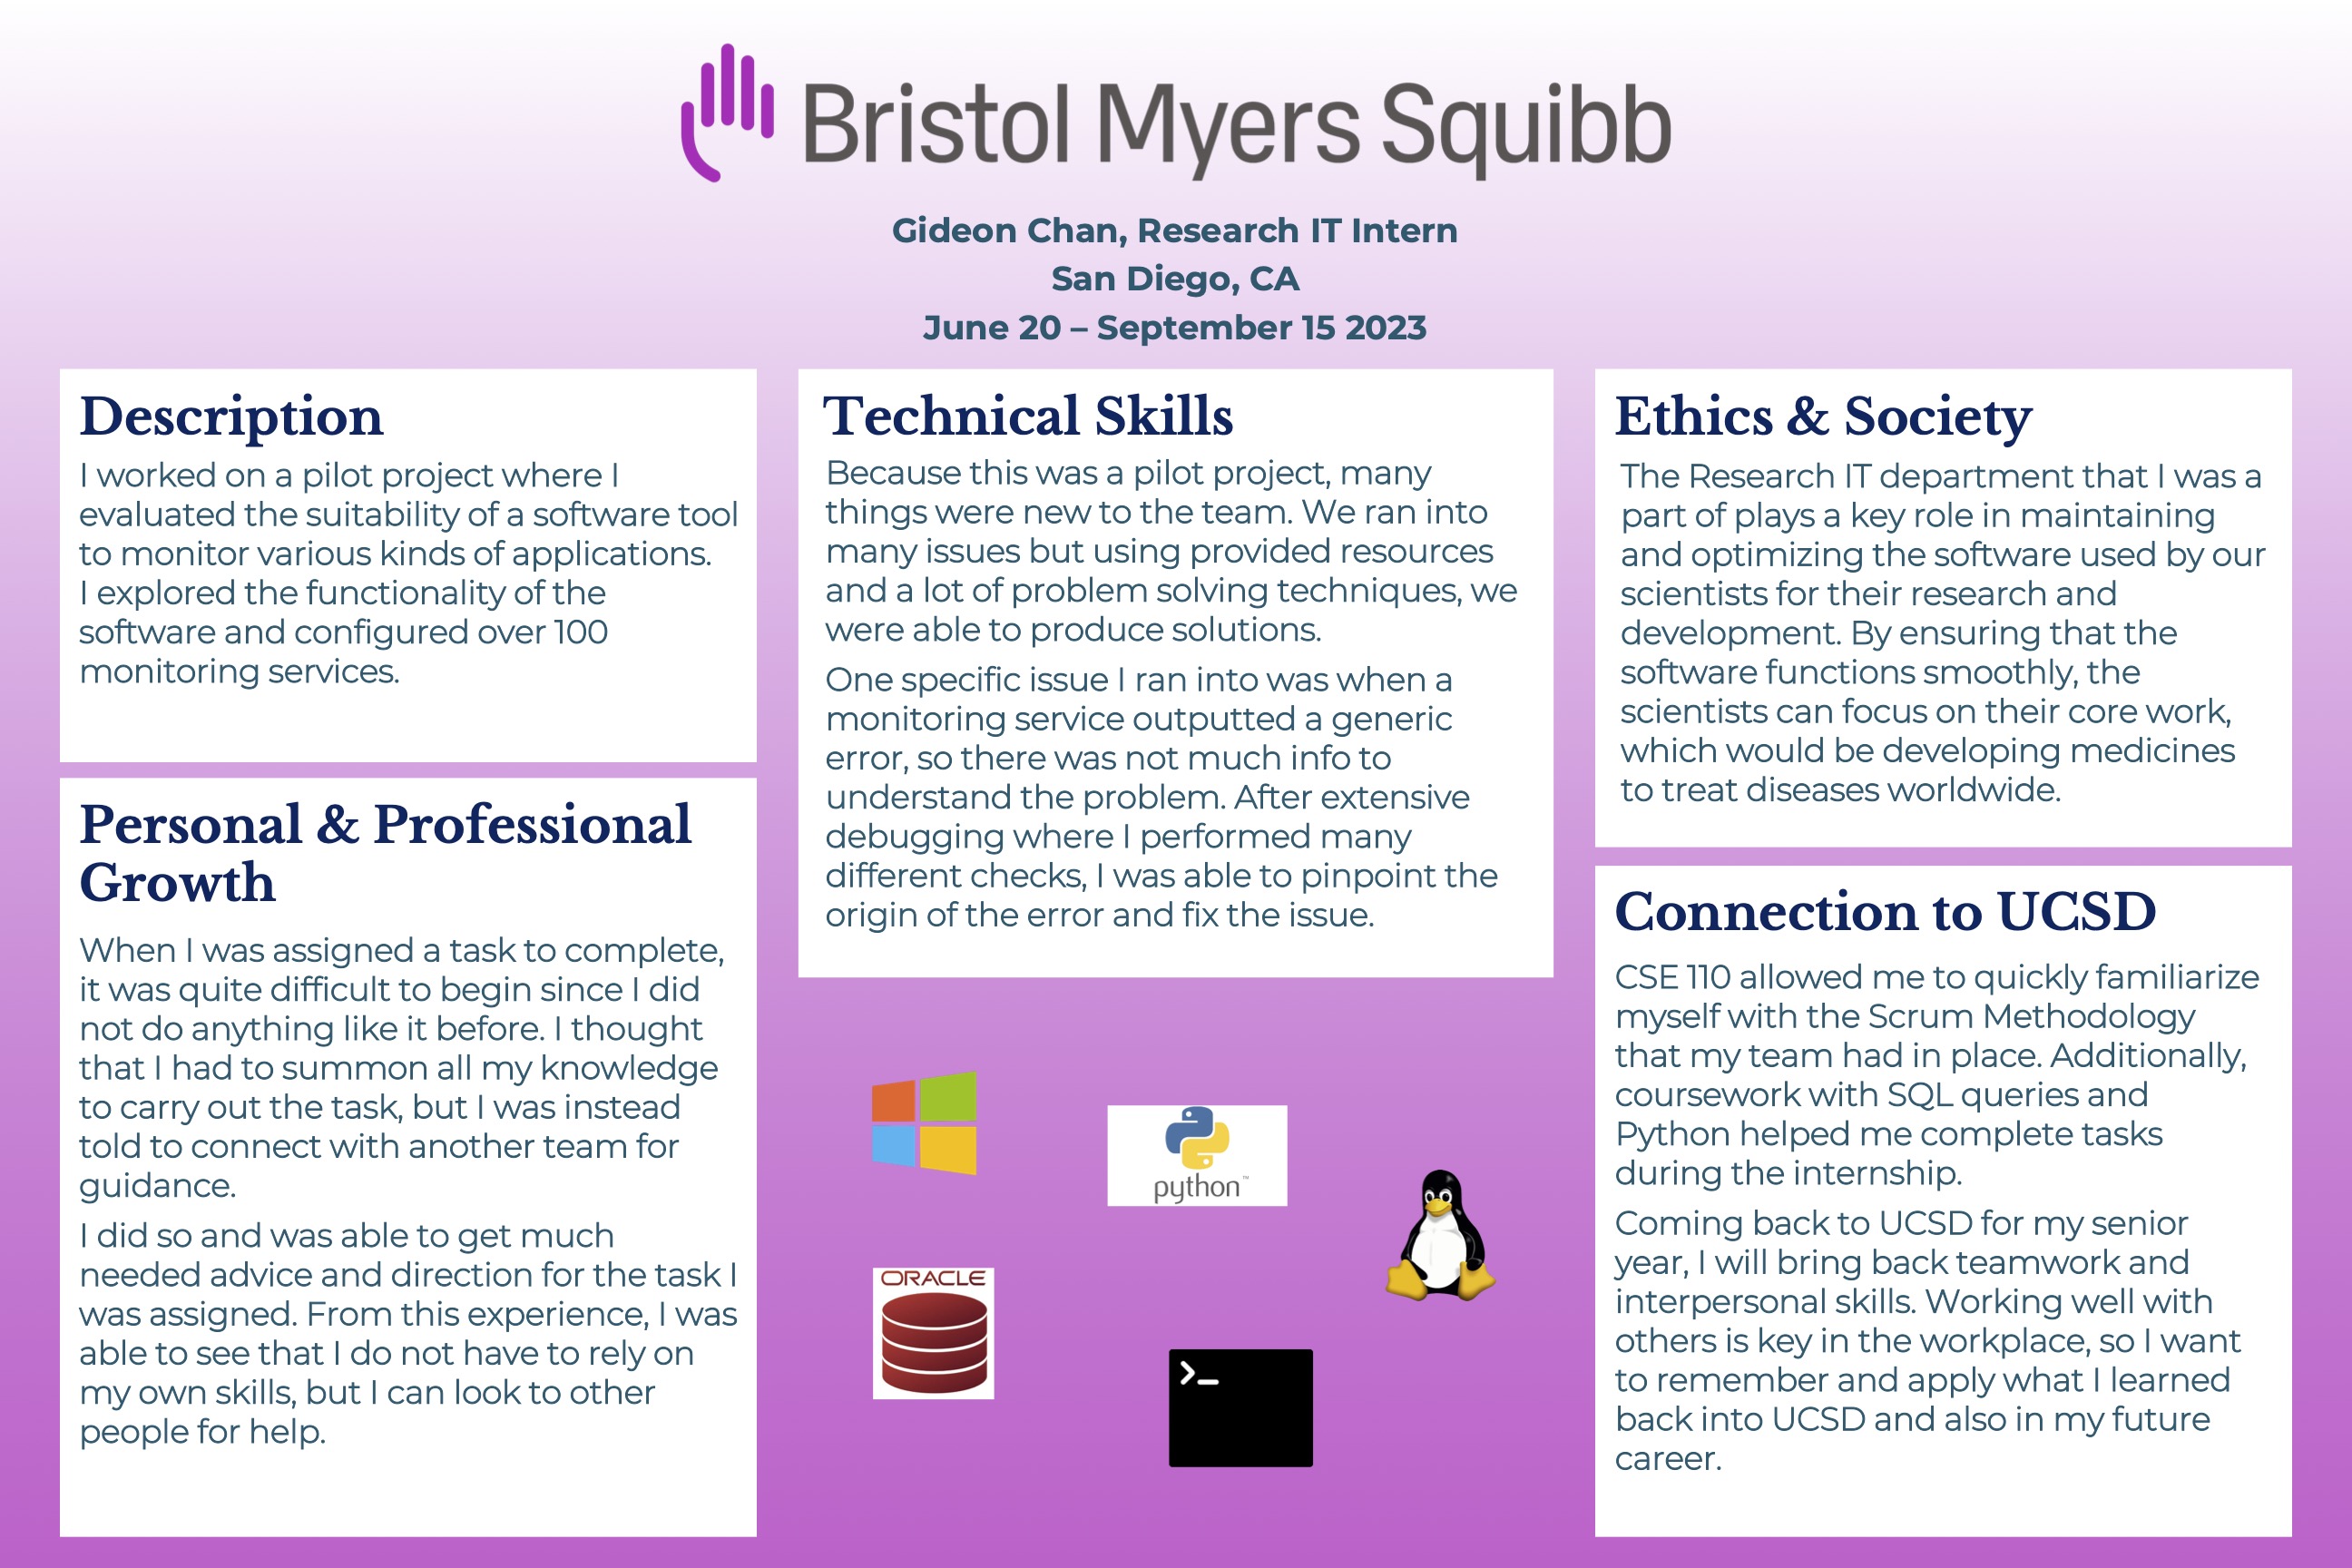 Bristol Myers Squibb
Gideon Chan, Research IT Intern
San Diego, CA
June 20 – September 15 2023
Description
I worked on a pilot project where I
evaluated the suitability of a software tool
to monitor various kinds of applications.
I explored the functionality of the
software and configured over 100
monitoring services.
Personal & Professional
Growth
When I was assigned a task to complete,
it was quite difficult to begin since I did
not do anything like it before. I thought
that I had to summon all my knowledge
to carry out the task, but I was instead
told to connect with another team for
guidance.
I did so and was able to get much
needed advice and direction for the task I
was assigned. From this experience, I was
able to see that I do not have to rely on
my own skills, but I can look to other
people for help.
Technical Skills
Because this was a pilot project, many
things were new to the team. We ran into
many issues but using provided resources
and a lot of problem solving techniques, we
were able to produce solutions.
One specific issue I ran into was when a
monitoring service outputted a generic
error, so there was not much info to
understand the problem. After extensive
debugging where I performed many
different checks, I was able to pinpoint the
origin of the error and fix the issue.
python™
ORACLE
>_
Ethics & Society
The Research IT department that I was a
part of plays a key role in maintaining
and optimizing the software used by our
scientists for their research and
development. By ensuring that the
software functions smoothly, the
scientists can focus on their core work,
which would be developing medicines
to treat diseases worldwide.
Connection to UCSD
CSE 110 allowed me to quickly familiarize
myself with the Scrum Methodology
that my team had in place. Additionally,
coursework with SQL queries and
Python helped me complete tasks
during the internship.
Coming back to UCSD for my senior
year, I will bring back teamwork and
interpersonal skills. Working well with
others is key in the workplace, so I want
to remember and apply what I learned
back into UCSD and also in my future
career.